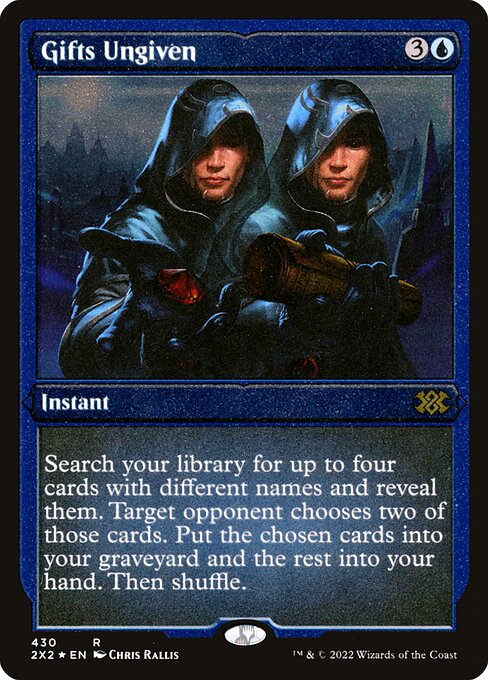 Gifts Ungiven 3
Instant
Search your library for up to four
cards with different names and reveal
them. Target opponent chooses two of
those cards. Put the chosen cards into
your graveyard and the rest into your
hand. Then shuffle.
430 R
2X2 ★ EN Chris Rallis
™ & © 2022 Wizards of the Coast